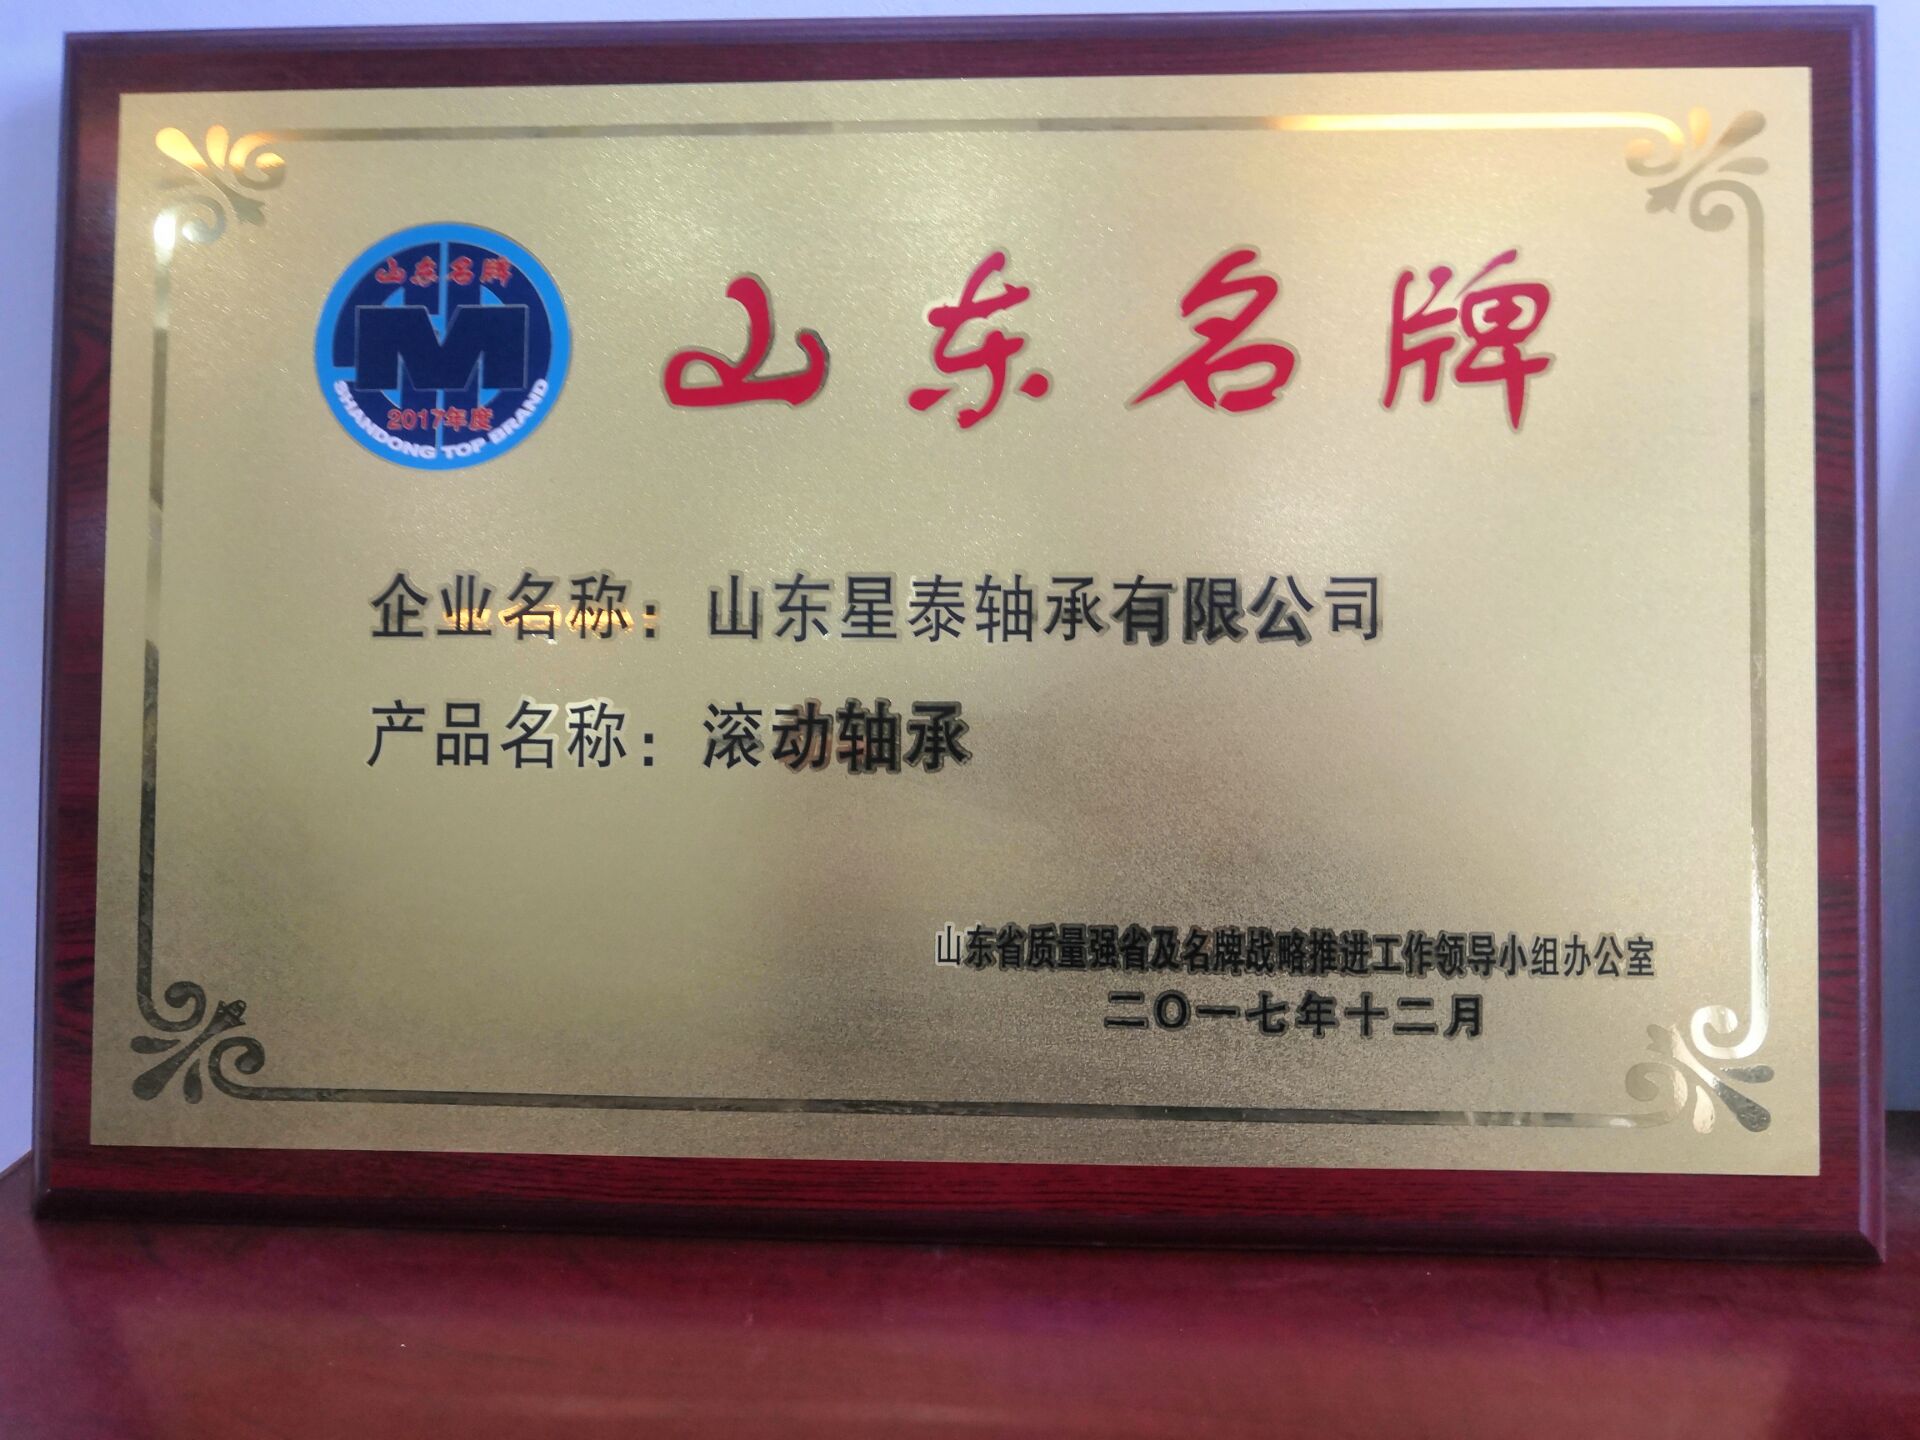 山东名牌
M
2017年度
SHANDONG TOP BRAND
山东名牌
企业名称：山东星泰轴承有限公司
产品名称：滚动轴承
山东省质量强省及名牌战略推进工作领导小组办公室
二〇一七年十二月